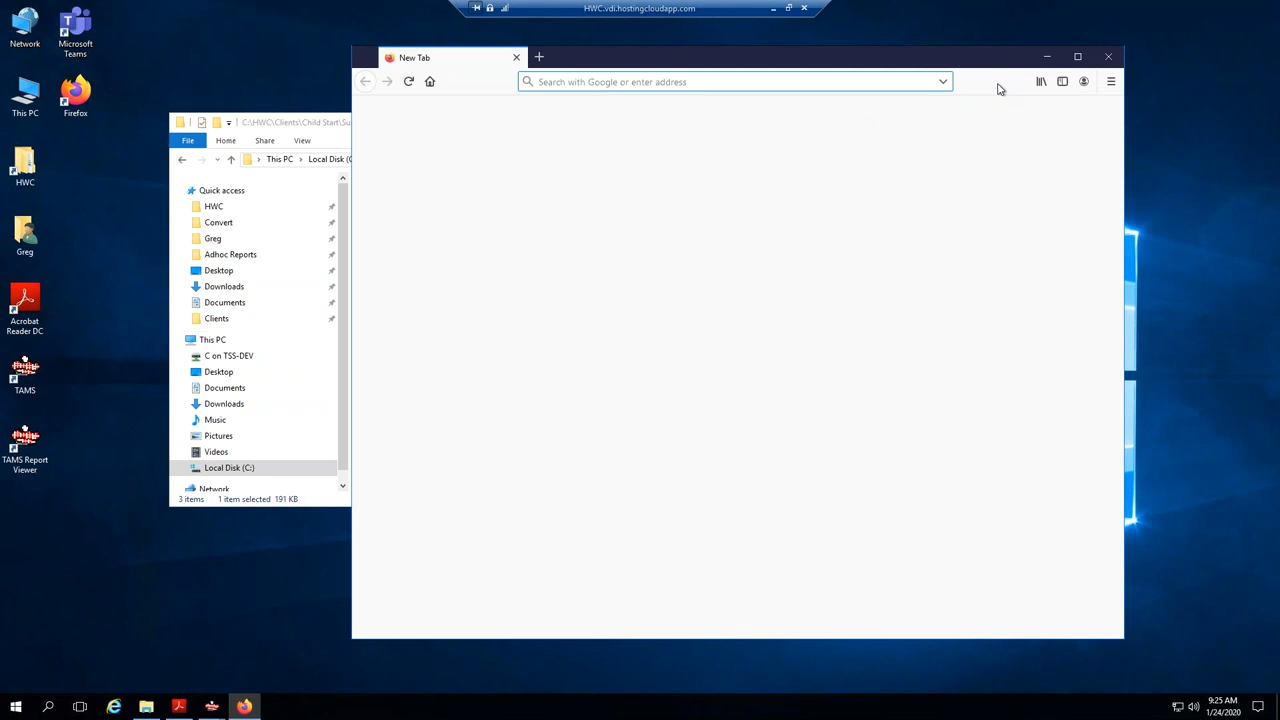 HWC.vdi.hostingcloudapp.com
Network
Microsoft
Teams
This PC
Firefox
HWC
Greg
Acrobat
Reader DC
TAMS
TAMS Report
Viewer
C:\HWC\Clients\Child Start\Su
File
Home
Share
View
This PC
Local Disk (C
Quick access
HWC
Convert
Greg
Adhoc Reports
Desktop
Downloads
Documents
Clients
This PC
C on TSS-DEV
Desktop
Documents
Downloads
Music
Pictures
Videos
Local Disk (C:)
Network
3 items
1 item selected 191 KB
New Tab
Search with Google or enter address
9:25 AM
1/24/2020